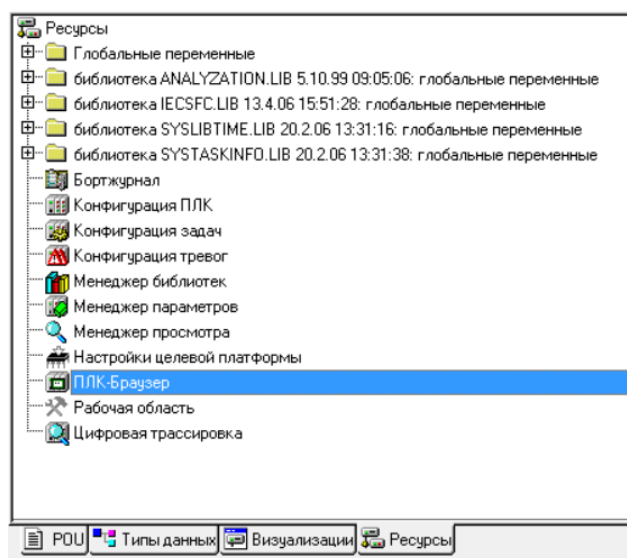 Ресурсы
Глобальные переменные
библиотека ANALYZATION.LIB 5.10.99 09:05:06: глобальные переменные
библиотека IECSFC.LIB 13.4.06 15:51:28: глобальные переменные
библиотека SYSLIBTIME.LIB 20.2.06 13:31:16: глобальные переменные
библиотека SYSTASKINFO.LIB 20.2.06 13:31:38: глобальные переменные
Бортжурнал
Конфигурация ПЛК
Конфигурация задач
Конфигурация тревог
Менеджер библиотек
Менеджер параметров
Менеджер просмотра
Настройки целевой платформы
ПЛК-Браузер
Рабочая область
Цифровая трассировка
POU Типы данных Визуализации Ресурсы